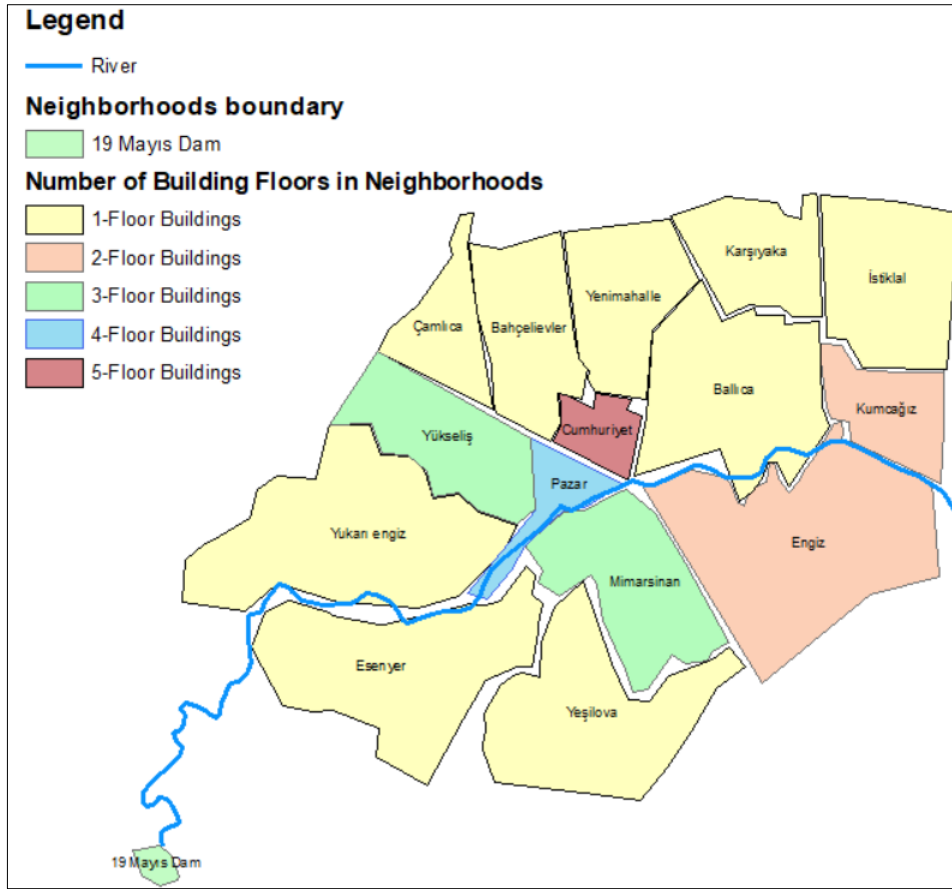 Legend
River
Neighborhoods boundary
19 Mayıs Dam
Number of Building Floors in Neighborhoods
1-Floor Buildings
2-Floor Buildings
3-Floor Buildings
4-Floor Buildings
5-Floor Buildings
Karşıyaka
İstiklal
Yenimahalle
Çamlıca
Bahçelievler
Ballıca
Kumcağız
Cumhuriyet
Yükseliş
Pazar
Yukarı engiz
Engiz
Mimarsinan
Esenyer
Yeşilova
19 Mayıs Dam